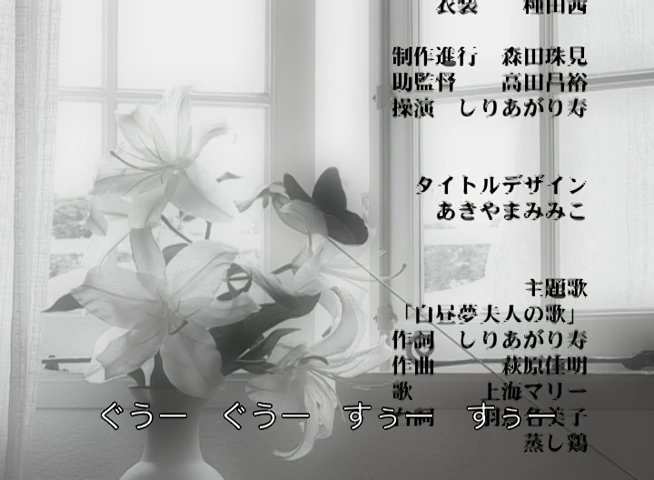 衣装　種田茜
制作進行　森田珠見
助監督　高田昌裕
操演　しりあがり寿
タイトルデザイン
あきやまみみこ
主題歌
「白昼夢夫人の歌」
作詞　しりあがり寿
作曲　萩原佳明
歌　上海マリー
ぐうー　ぐうー　すぅー　すぅー
蒸し鶏